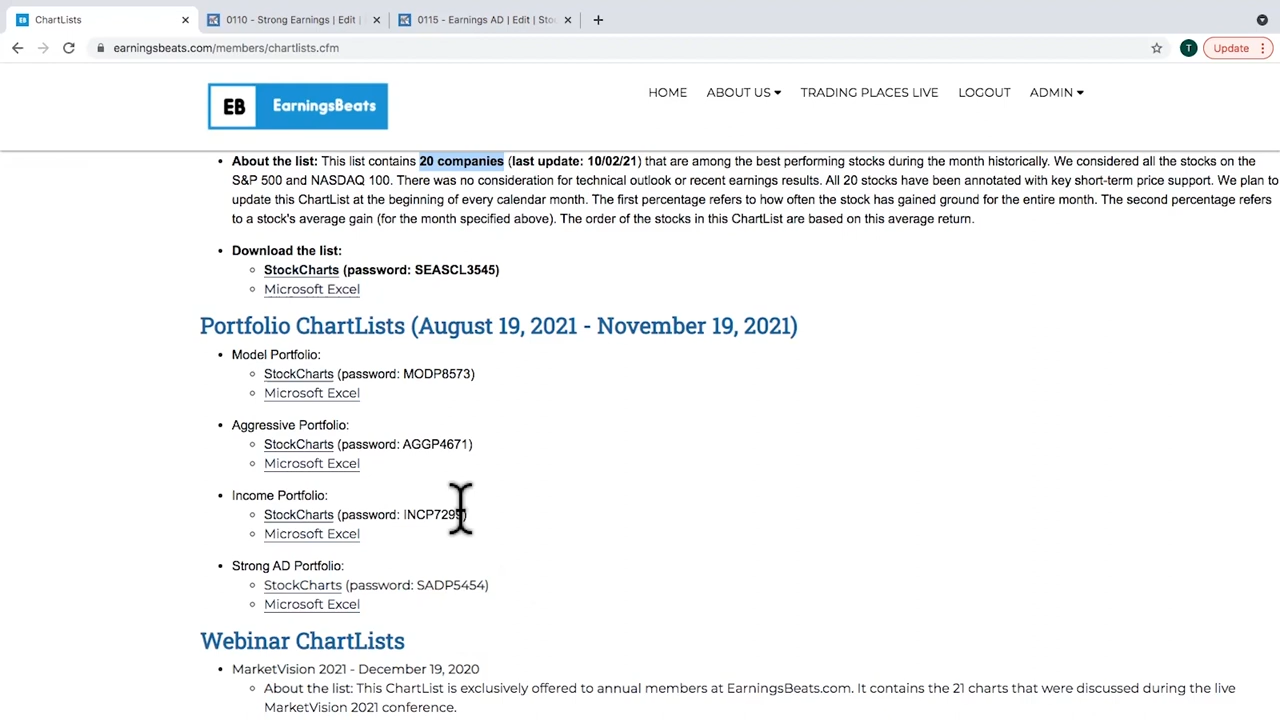 ChartLists
0110 - Strong Earnings | Edit |
0115 - Earnings AD | Edit | Sto
earningsbeats.com/members/chartlists.cfm
T
Update
EB EarningsBeats
HOME ABOUT US TRADING PLACES LIVE LOGOUT ADMIN
• About the list: This list contains 20 companies (last update: 10/02/21) that are among the best performing stocks during the month historically. We considered all the stocks on the
S&P 500 and NASDAQ 100. There was no consideration for technical outlook or recent earnings results. All 20 stocks have been annotated with key short-term price support. We plan to
update this ChartList at the beginning of every calendar month. The first percentage refers to how often the stock has gained ground for the entire month. The second percentage refers
to a stock's average gain (for the month specified above). The order of the stocks in this ChartList are based on this average return.
• Download the list:
StockCharts (password: SEASCL3545)
Microsoft Excel
Portfolio ChartLists (August 19, 2021 - November 19, 2021)
• Model Portfolio:
StockCharts (password: MODP8573)
Microsoft Excel
• Aggressive Portfolio:
StockCharts (password: AGGP4671)
Microsoft Excel
• Income Portfolio:
StockCharts (password:
Microsoft Excel
• Strong AD Portfolio:
StockCharts (password: SADP5454)
Microsoft Excel
Webinar ChartLists
• MarketVision 2021 - December 19, 2020
About the list: This ChartList is exclusively offered to annual members at EarningsBeats.com. It contains the 21 charts that were discussed during the live
MarketVision 2021 conference.